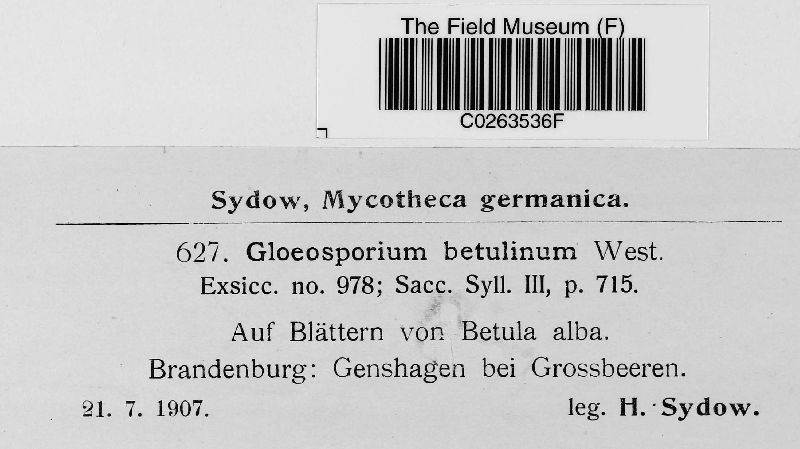 The Field Museum (F)
C0263536F
Sydow, Mycotheca germanica.
627. Gloeosporium betulinum West.
Exsicc. no. 978; Sacc. Syll. III, p. 715.
Auf Blättern von Betula alba.
Brandenburg: Genshagen bei Grossbeeren.
21. 7. 1907. leg. H. Sydow.